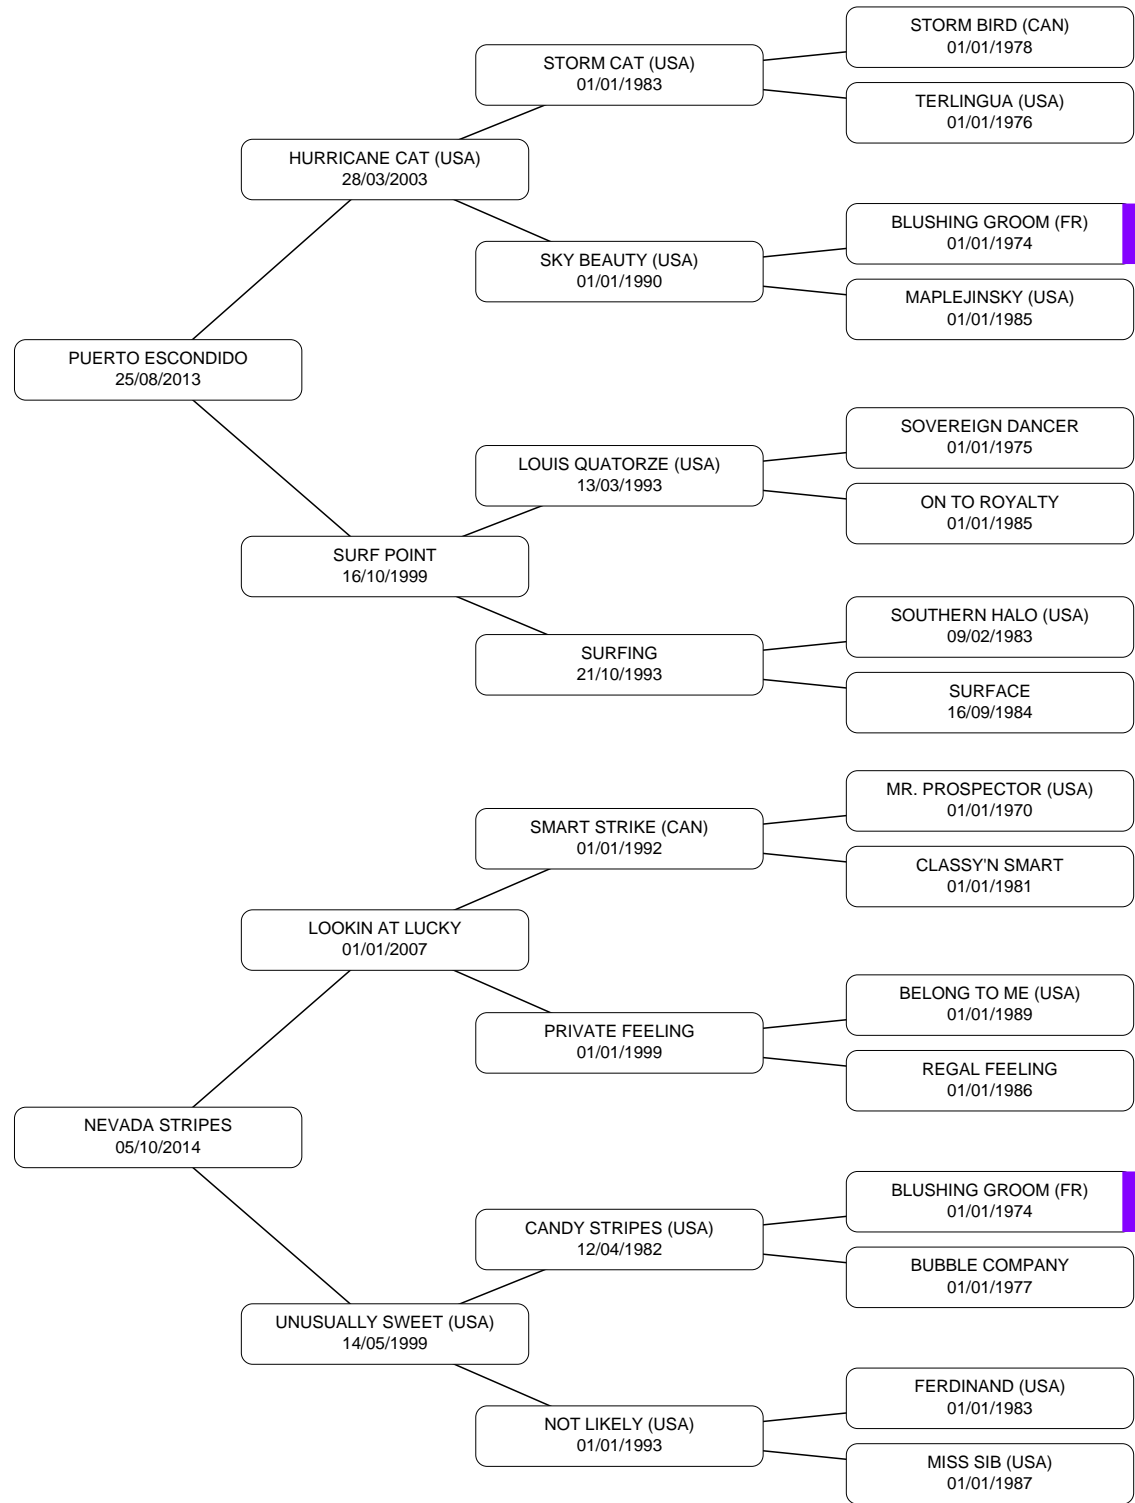 STORM BIRD (CAN)
01/01/1978
STORM CAT (USA)
01/01/1983
TERLINGUA (USA)
01/01/1976
HURRICANE CAT (USA)
28/03/2003
BLUSHING GROOM (FR)
01/01/1974
SKY BEAUTY (USA)
01/01/1990
MAPLEJINSKY (USA)
01/01/1985
PUERTO ESCONDIDO
25/08/2013
SOVEREIGN DANCER
01/01/1975
LOUIS QUATORZE (USA)
13/03/1993
ON TO ROYALTY
01/01/1985
SURF POINT
16/10/1999
SOUTHERN HALO (USA)
09/02/1983
SURFING
21/10/1993
SURFACE
16/09/1984
MR. PROSPECTOR (USA)
01/01/1970
SMART STRIKE (CAN)
01/01/1992
CLASSY'N SMART
01/01/1981
LOOKIN AT LUCKY
01/01/2007
BELONG TO ME (USA)
01/01/1989
PRIVATE FEELING
01/01/1999
REGAL FEELING
01/01/1986
NEVADA STRIPES
05/10/2014
BLUSHING GROOM (FR)
01/01/1974
CANDY STRIPES (USA)
12/04/1982
BUBBLE COMPANY
01/01/1977
UNUSUALLY SWEET (USA)
14/05/1999
FERDINAND (USA)
01/01/1983
NOT LIKELY (USA)
01/01/1993
MISS SIB (USA)
01/01/1987